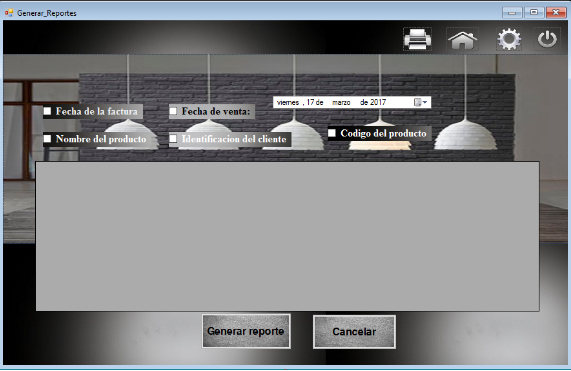 Generar_Reportes
viernes , 17 de marzo de 2017
Fecha de la factura
Fecha de venta:
Nombre del producto
Identificacion del cliente
Codigo del producto
Generar reporte
Cancelar